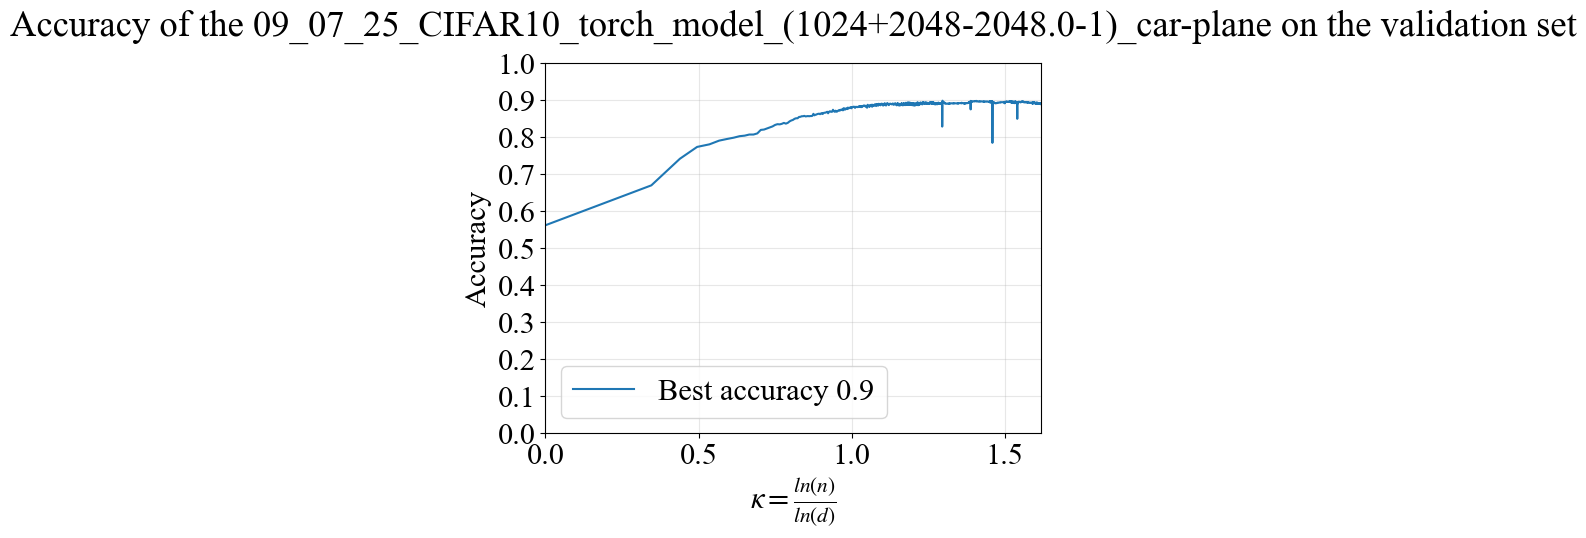 Accuracy of the 09_07_25_CIFAR10_torch_model_(1024+2048-2048.0-1)_car-plane on the validation set
1.0
0.9
0.8
0.7
0.6
0.5
0.4
0.3
0.2
0.1
0.0
Accuracy
Best accuracy 0.9
0.0 0.5 1.0 1.5
κ = ln(n) / ln(d)